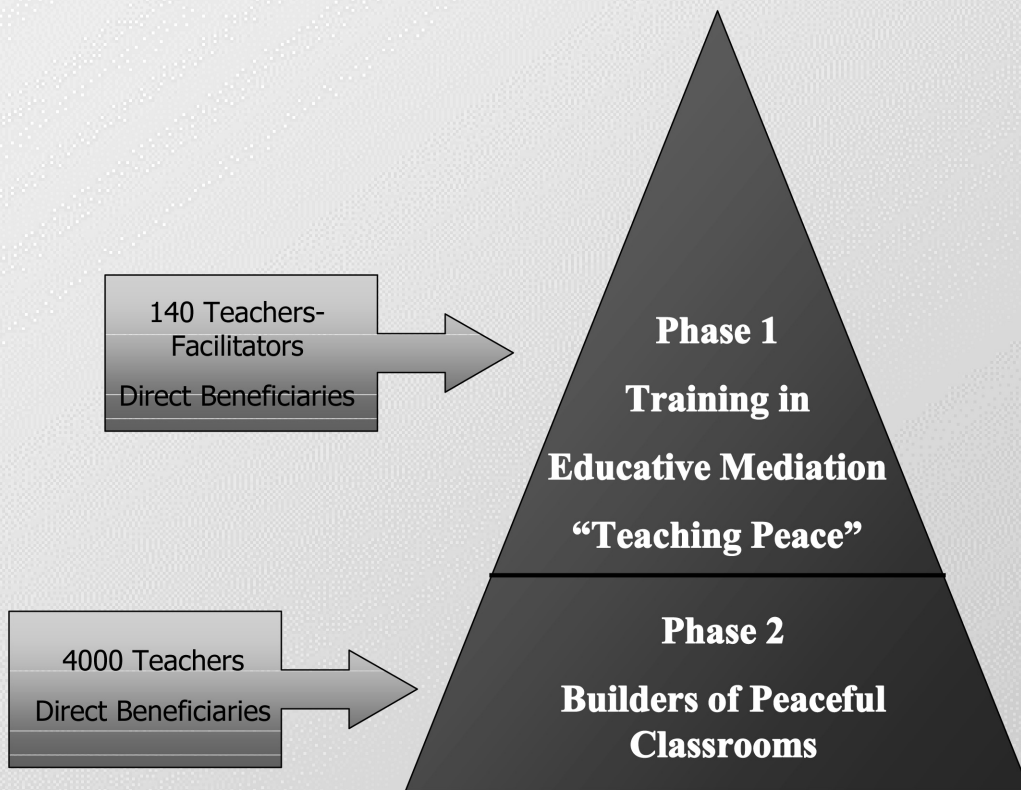 140 Teachers-
Facilitators
Direct Beneficiaries
Phase 1
Training in
Educative Mediation
“Teaching Peace”
4000 Teachers
Direct Beneficiaries
Phase 2
Builders of Peaceful
Classrooms